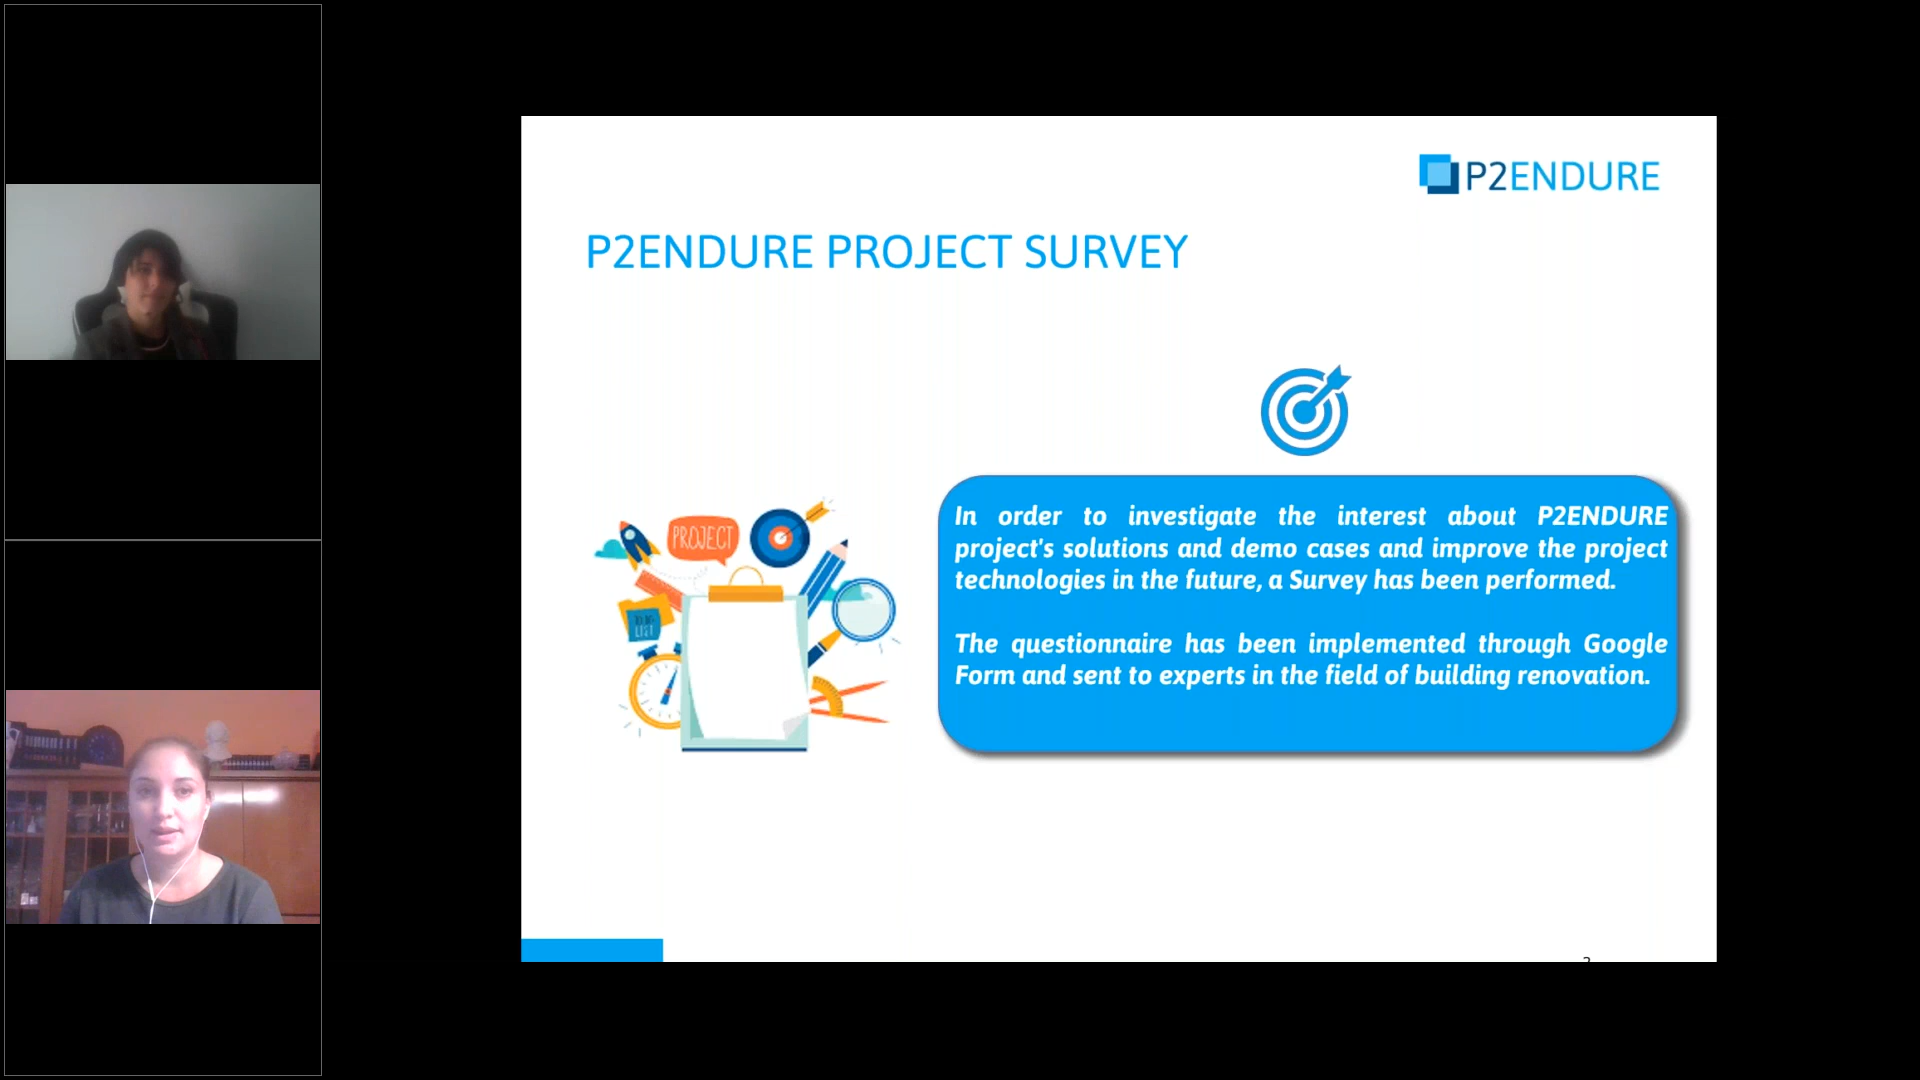 P2ENDURE
P2ENDURE PROJECT SURVEY
PROJECT
LIST
In order to investigate the interest about P2ENDURE
project's solutions and demo cases and improve the project
technologies in the future, a Survey has been performed.
The questionnaire has been implemented through Google
Form and sent to experts in the field of building renovation.